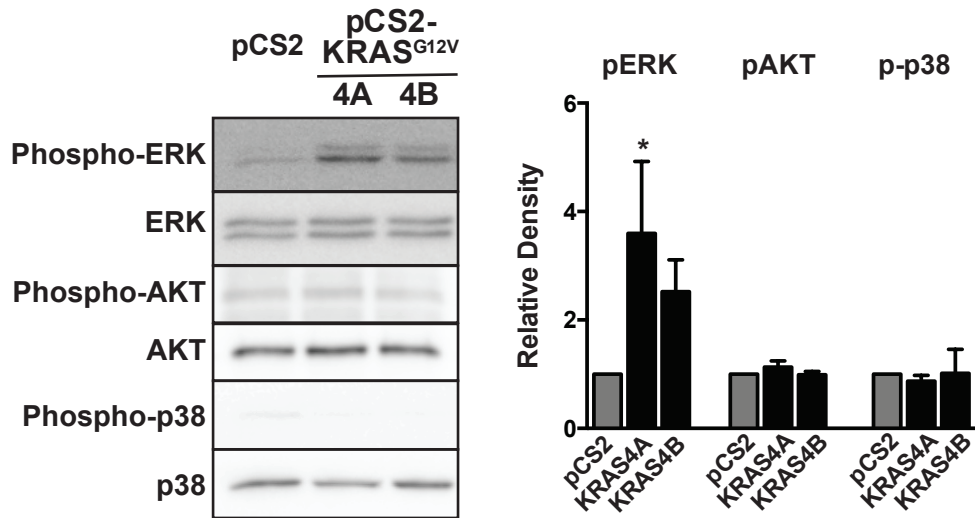 pCS2
pCS2-
KRASG12V
4A 4B
Phospho-ERK
ERK
Phospho-AKT
AKT
Phospho-p38
p38
pERK pAKT p-p38
Relative Density
6
4
2
0
*
pCS2 KRAS4A KRAS4B pCS2 KRAS4A KRAS4B pCS2 KRAS4A KRAS4B